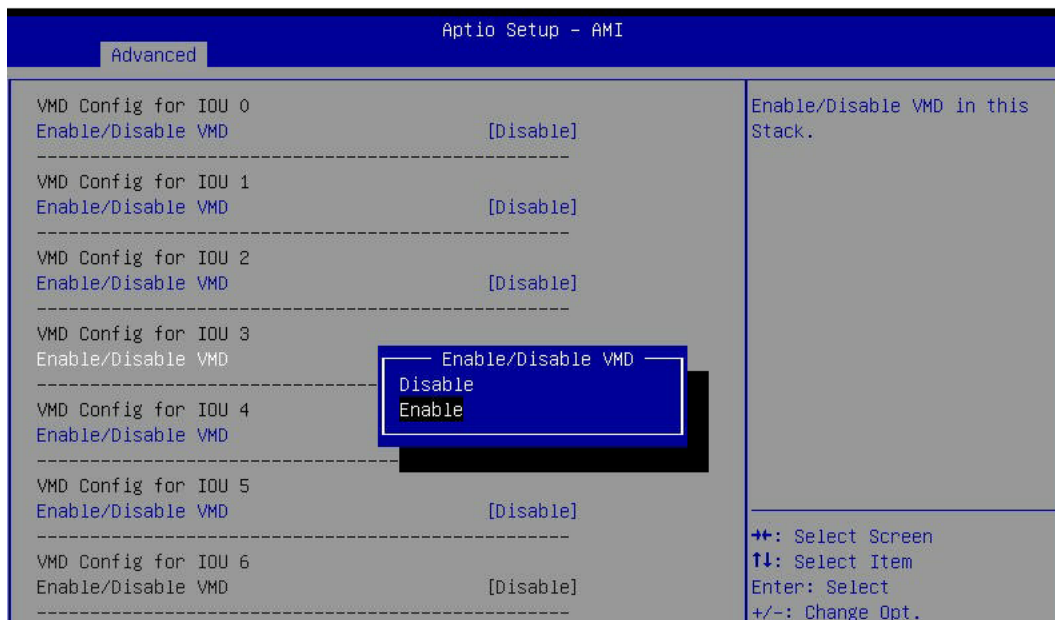 Aptio Setup – AMI
Advanced
VMD Config for IOU 0
Enable/Disable VMD [Disable]
VMD Config for IOU 1
Enable/Disable VMD [Disable]
VMD Config for IOU 2
Enable/Disable VMD [Disable]
VMD Config for IOU 3
Enable/Disable VMD
VMD Config for IOU 4
Enable/Disable VMD
VMD Config for IOU 5
Enable/Disable VMD [Disable]
VMD Config for IOU 6
Enable/Disable VMD [Disable]
Enable/Disable VMD
Disable
Enable
Enable/Disable VMD in this
Stack.
→←: Select Screen
↑↓: Select Item
Enter: Select
+/-: Change Opt.